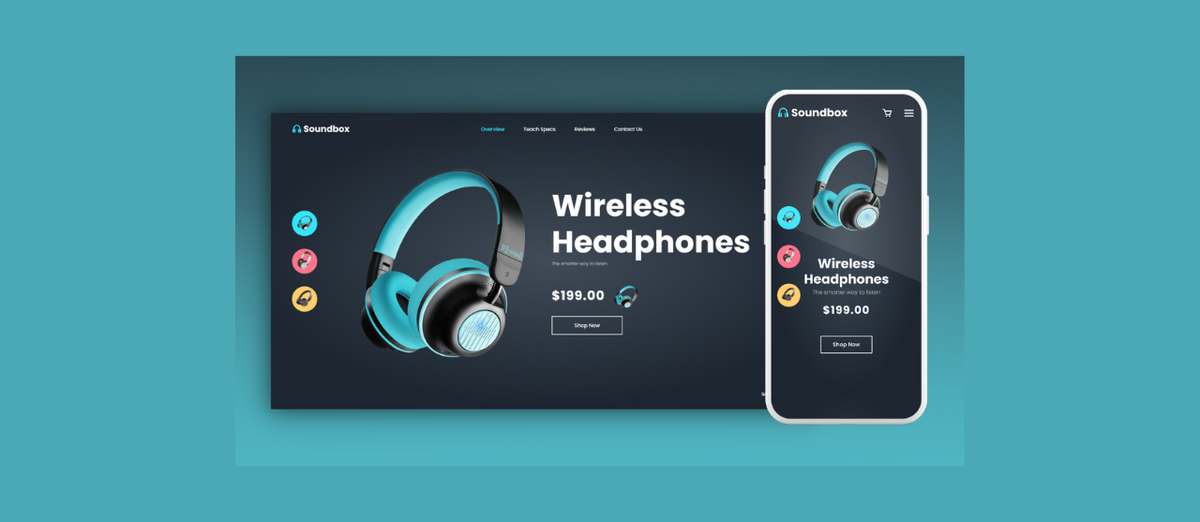 Soundbox
Overview Teach Specs Reviews Contact Us
Wireless
Headphones
The smarter way to listen
$199.00
Shop Now
Soundbox
Wireless
Headphones
The smarter way to listen
$199.00
Shop Now